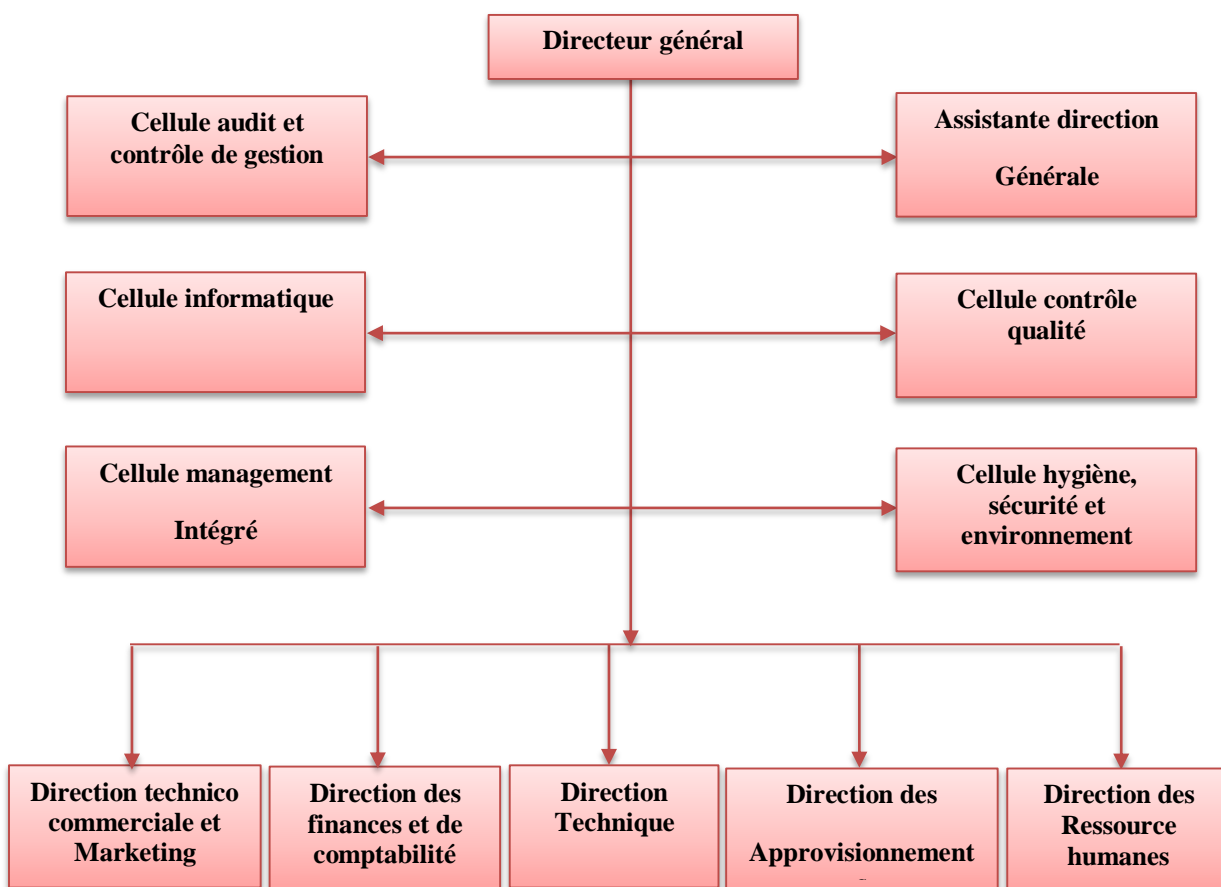 Directeur général
Cellule audit et
contrôle de gestion
Assistante direction
Générale
Cellule informatique
Cellule contrôle
qualité
Cellule management
Intégré
Cellule hygiène,
sécurité et
environnement
Direction technico
commerciale et
Marketing
Direction des
finances et de
comptabilité
Direction
Technique
Direction des
Approvisionnement
Direction des
Ressource
humanes